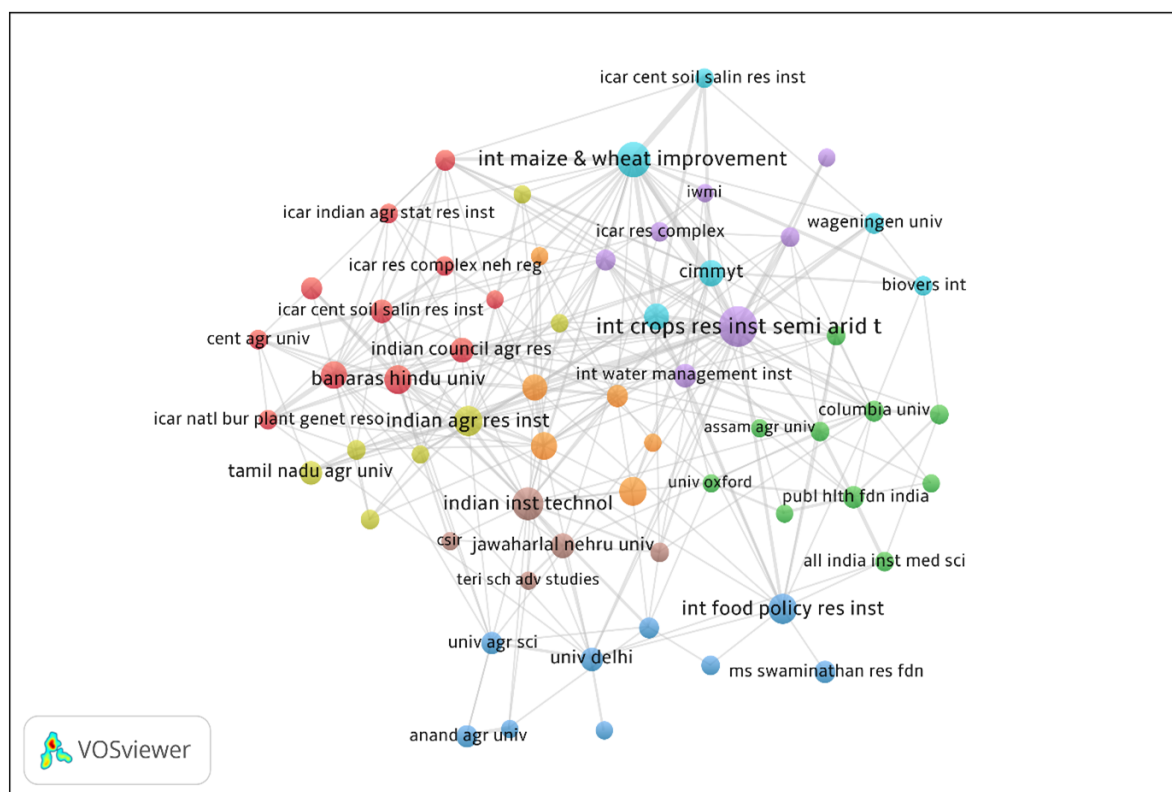 icar cent soil salin res inst
int maize & wheat improvement
iwmi
icar indian agr stat res inst
wageningen univ
icar res complex
icar res complex neh reg
cimmyt
biovers int
icar cent soil salin res inst
int crops res inst semi arid t
cent agr univ
indian council agr res
int water management inst
banaras hindu univ
columbia univ
icar natl bur plant genet reso
indian agr res inst
assam agr univ
tamil nadu agr univ
univ oxford
publ hlth fdn india
indian inst technol
csir
jawaharlal nehru univ
all india inst med sci
teri sch adv studies
int food policy res inst
univ agr sci
univ delhi
ms swaminathan res fdn
anand agr univ
VOSviewer